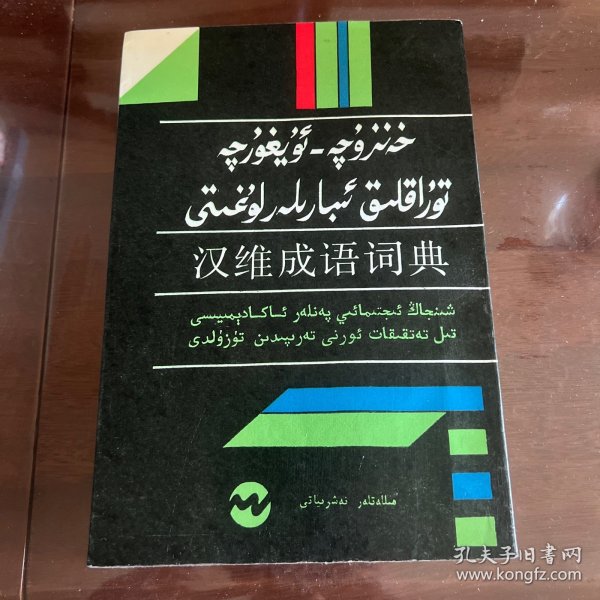 خەنزۇچە - ئۇيغۇرچە
تۇراقلىق ئىبارىلەر لۇغىتى
汉维成语词典
شىنجاڭ ئىجتىمائىي پەنلەر ئاكادېمىيىسى
تىل تەتقىقات ئورنى تەرىپىدىن تۈزۈلدى
مىللەتلەر نەشرىياتى
孔夫子旧书网
www.kongfz.com